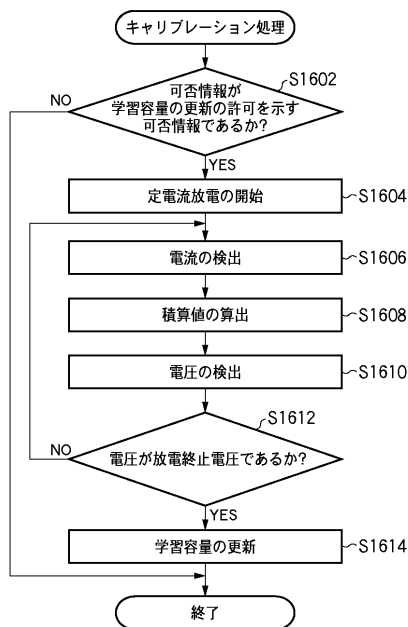 キャリブレーション処理
S1602
可否情報が
学習容量の更新の許可を示す
可否情報であるか?
NO
YES
定電流放電の開始
S1604
電流の検出
S1606
積算値の算出
S1608
電圧の検出
S1610
S1612
電圧が放電終止電圧であるか?
NO
YES
学習容量の更新
S1614
終了